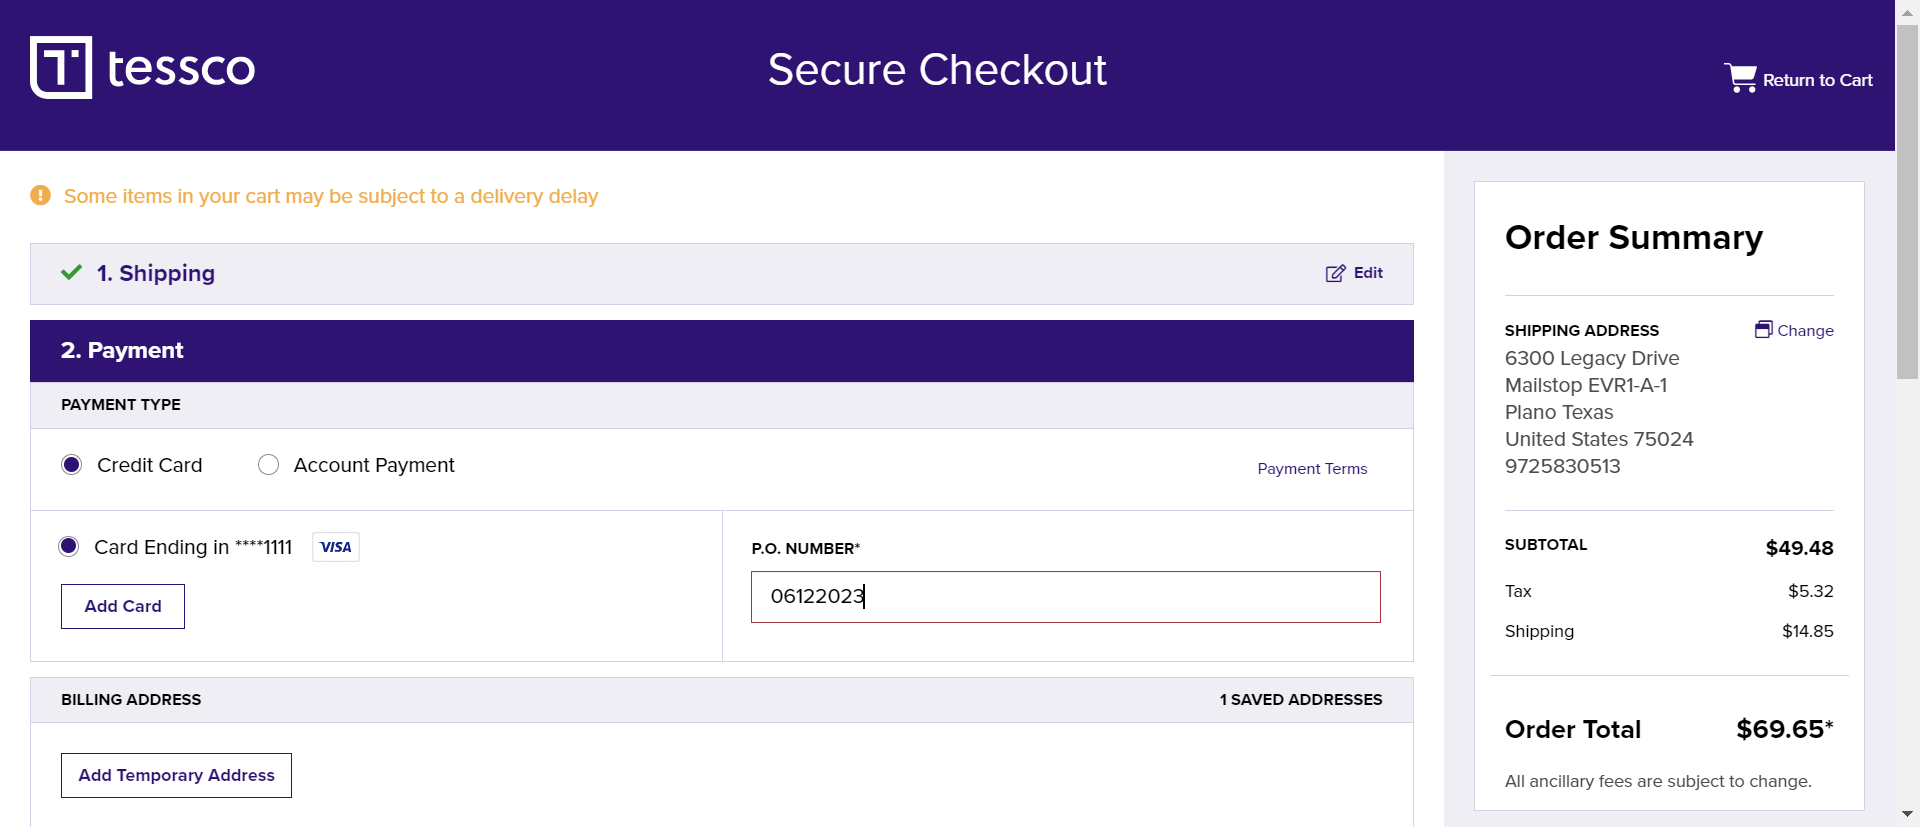 tessco
Secure Checkout
Return to Cart
Some items in your cart may be subject to a delivery delay
1. Shipping
Edit
2. Payment
PAYMENT TYPE
Credit Card
Account Payment
Payment Terms
Card Ending in ****1111
VISA
Add Card
P.O. NUMBER*
06122023
BILLING ADDRESS
1 SAVED ADDRESSES
Add Temporary Address
Order Summary
SHIPPING ADDRESS
Change
6300 Legacy Drive
Mailstop EVR1-A-1
Plano Texas
United States 75024
9725830513
SUBTOTAL $49.48
Tax $5.32
Shipping $14.85
Order Total $69.65*
All ancillary fees are subject to change.